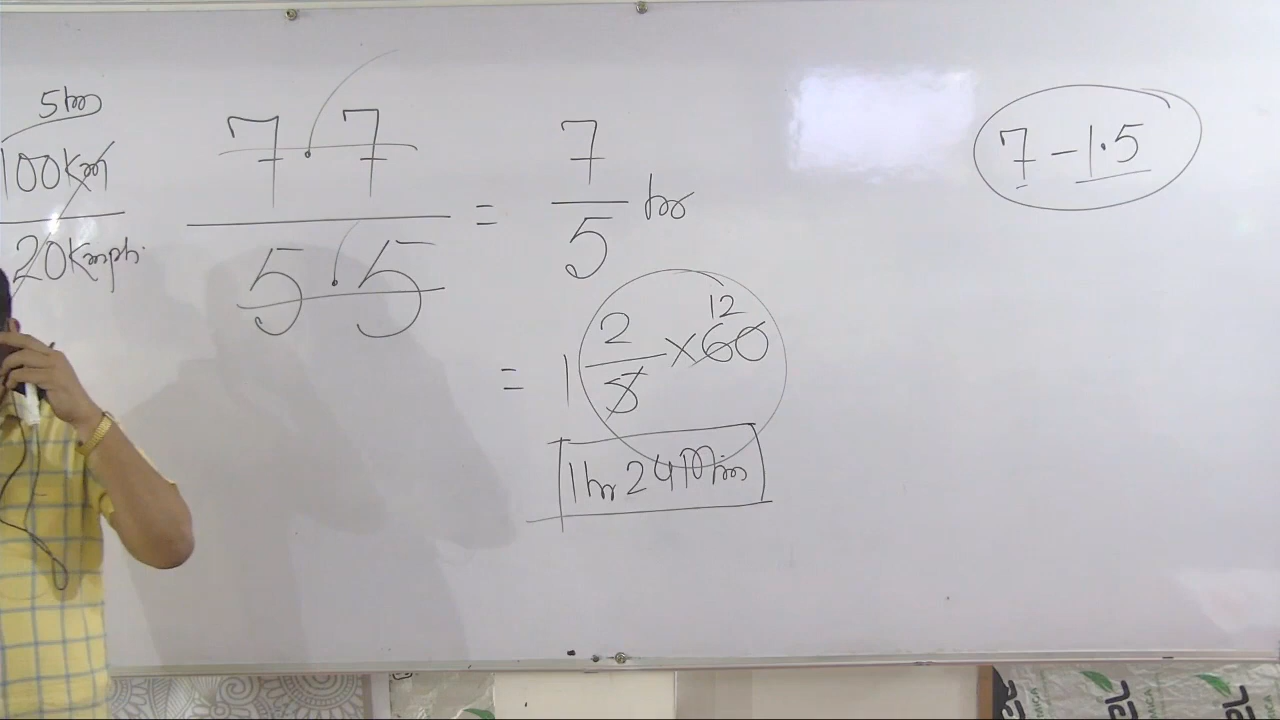 5hr
100km
20kmph.
7.7
5.5
= 7/5 hr
12
= 1 2/5 × 60
1hr 24 min
7 - 1.5